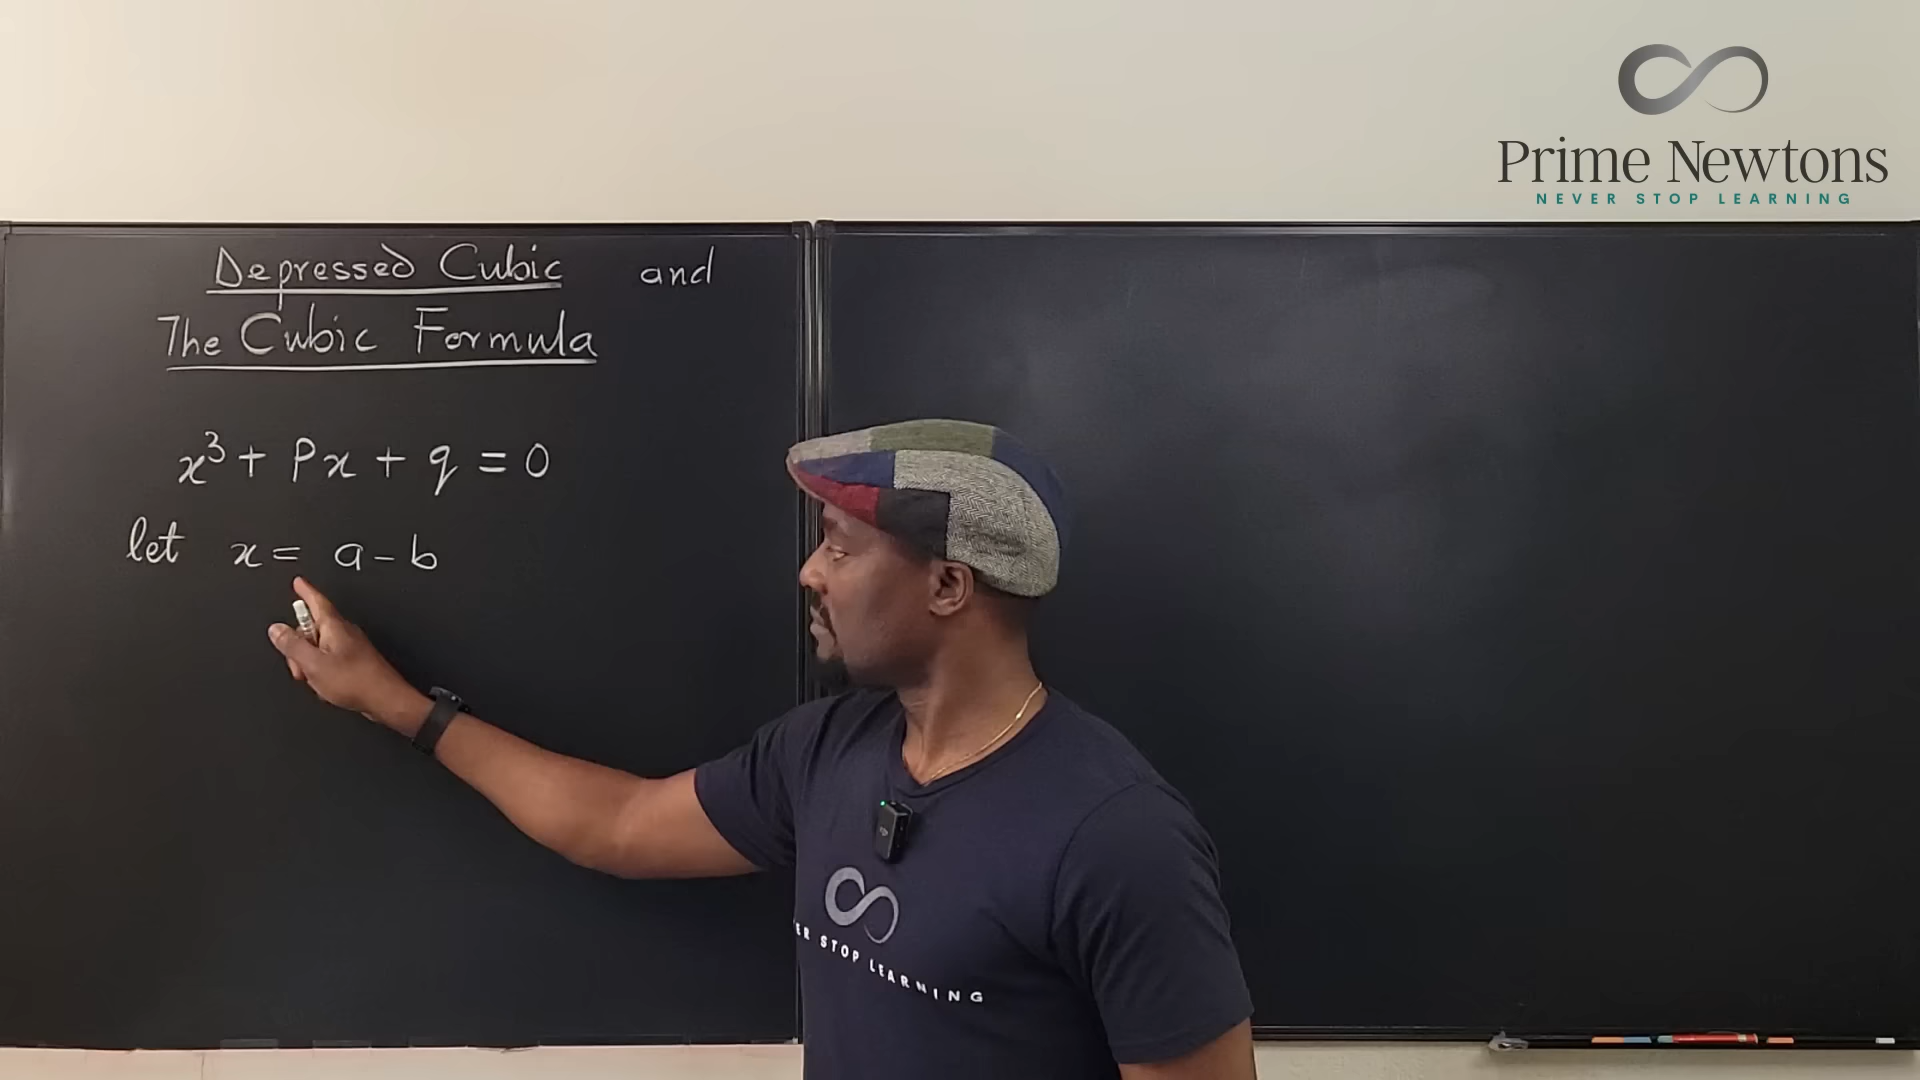 Prime Newtons
NEVER STOP LEARNING
Depressed Cubic and
The Cubic Formula
x³ + Px + q = 0
let x = a - b
ER STOP LEARNING